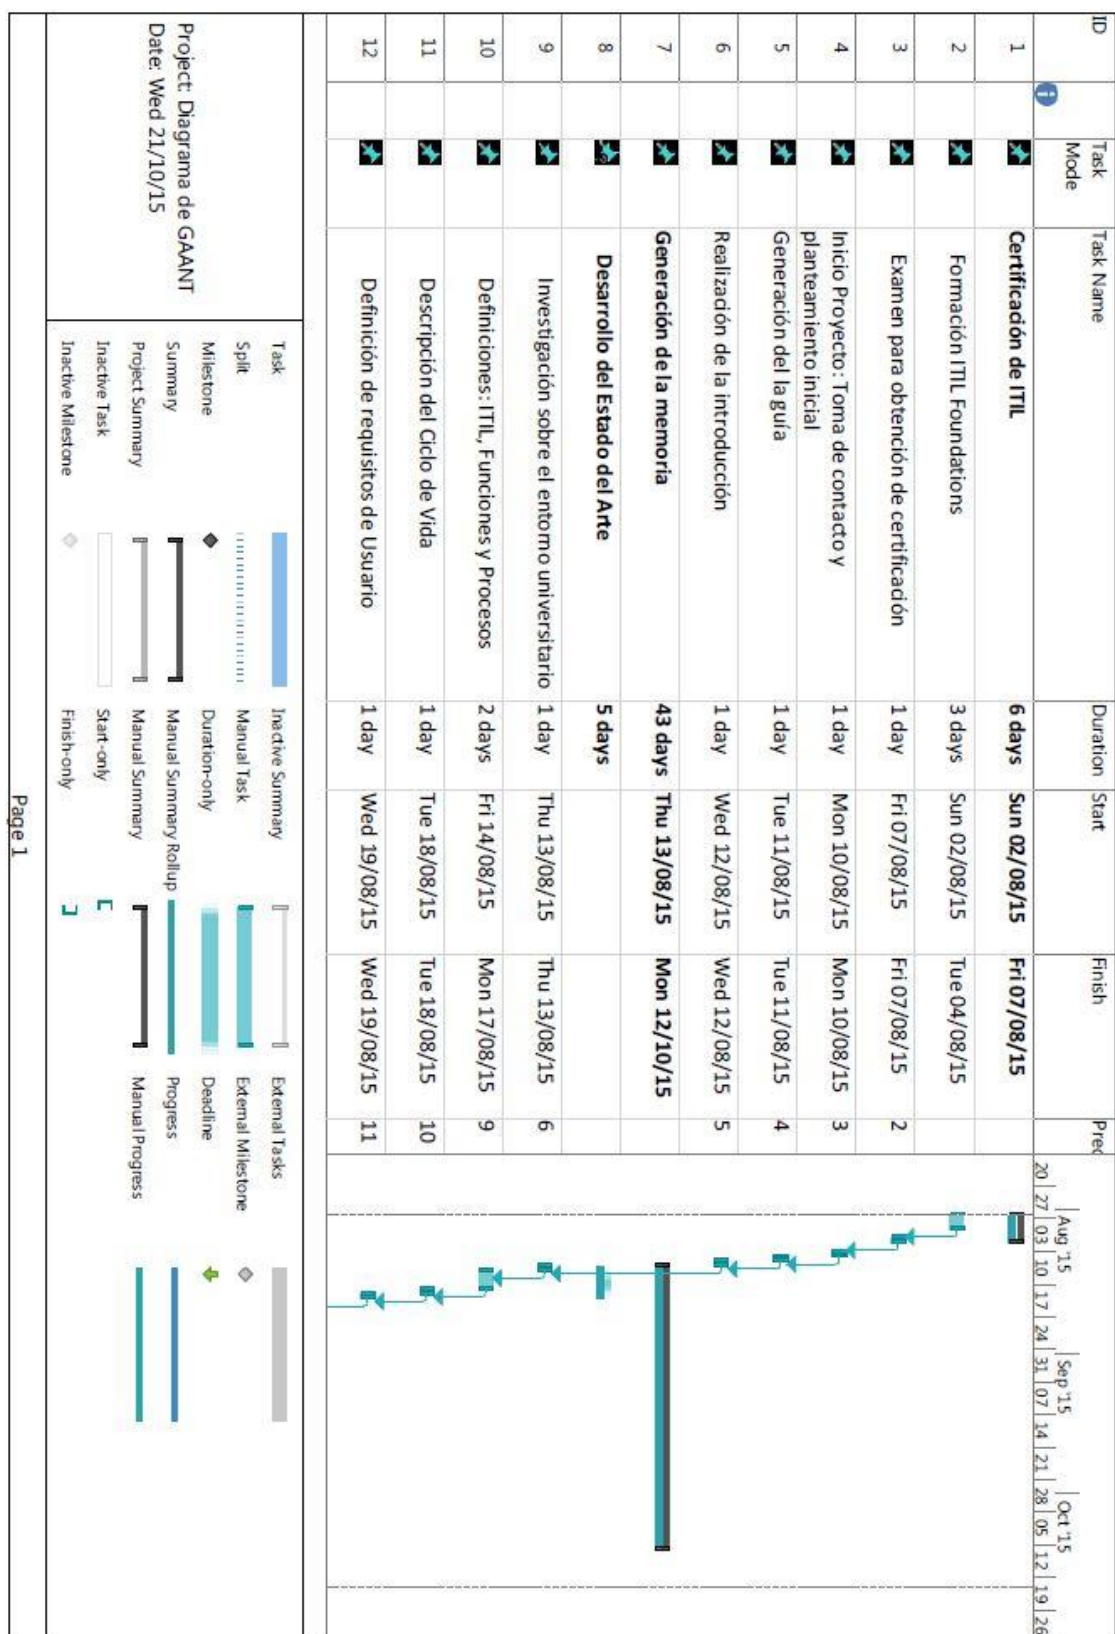 ID Task Mode Task Name Duration Start Finish Pred
20 27 Aug '15 03 10 17 24 Sep '15 31 07 14 21 Oct '15 28 05 12 19 26
1 Certificación de ITIL 6 days Sun 02/08/15 Fri 07/08/15
2 Formación ITIL Foundations 3 days Sun 02/08/15 Tue 04/08/15
3 Examen para obtención de certificación 1 day Fri 07/08/15 Fri 07/08/15 2
4 Inicio Proyecto: Toma de contacto y planteamiento inicial 1 day Mon 10/08/15 Mon 10/08/15 3
5 Generación del la guía 1 day Tue 11/08/15 Tue 11/08/15 4
6 Realización de la introducción 1 day Wed 12/08/15 Wed 12/08/15 5
7 Generación de la memoria 43 days Thu 13/08/15 Mon 12/10/15
8 Desarrollo del Estado del Arte 5 days
9 Investigación sobre el entorno universitario 1 day Thu 13/08/15 Thu 13/08/15 6
10 Definiciones: ITIL, Funciones y Procesos 2 days Fri 14/08/15 Mon 17/08/15 9
11 Descripción del Ciclo de Vida 1 day Tue 18/08/15 Tue 18/08/15 10
12 Definición de requisitos de Usuario 1 day Wed 19/08/15 Wed 19/08/15 11
Project: Diagrama de GAANT
Date: Wed 21/10/15
Task Inactive Summary External Tasks
Split Manual Task External Milestone
Milestone Duration-only Deadline
Summary Manual Summary Rollup Progress
Project Summary Manual Summary Manual Progress
Inactive Task Start-only
Inactive Milestone Finish-only
Page 1